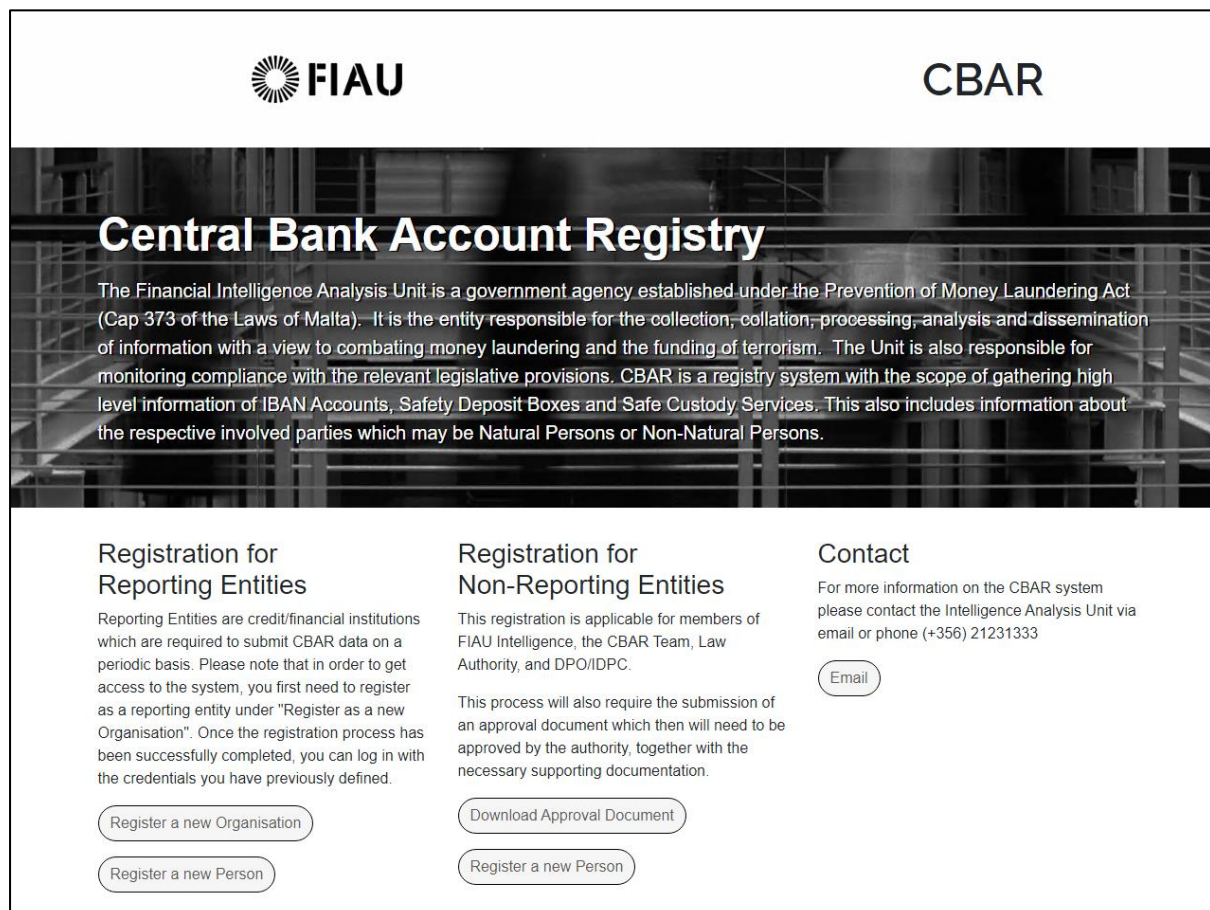 FIAU
CBAR
Central Bank Account Registry
The Financial Intelligence Analysis Unit is a government agency established under the Prevention of Money Laundering Act
(Cap 373 of the Laws of Malta).  It is the entity responsible for the collection, collation, processing, analysis and dissemination
of information with a view to combating money laundering and the funding of terrorism.  The Unit is also responsible for
monitoring compliance with the relevant legislative provisions. CBAR is a registry system with the scope of gathering high
level information of IBAN Accounts, Safety Deposit Boxes and Safe Custody Services. This also includes information about
the respective involved parties which may be Natural Persons or Non-Natural Persons.
Registration for
Reporting Entities
Reporting Entities are credit/financial institutions
which are required to submit CBAR data on a
periodic basis. Please note that in order to get
access to the system, you first need to register
as a reporting entity under "Register as a new
Organisation". Once the registration process has
been successfully completed, you can log in with
the credentials you have previously defined.
Register a new Organisation
Register a new Person
Registration for
Non-Reporting Entities
This registration is applicable for members of
FIAU Intelligence, the CBAR Team, Law
Authority, and DPO/IDPC.
This process will also require the submission of
an approval document which then will need to be
approved by the authority, together with the
necessary supporting documentation.
Download Approval Document
Register a new Person
Contact
For more information on the CBAR system
please contact the Intelligence Analysis Unit via
email or phone (+356) 21231333
Email